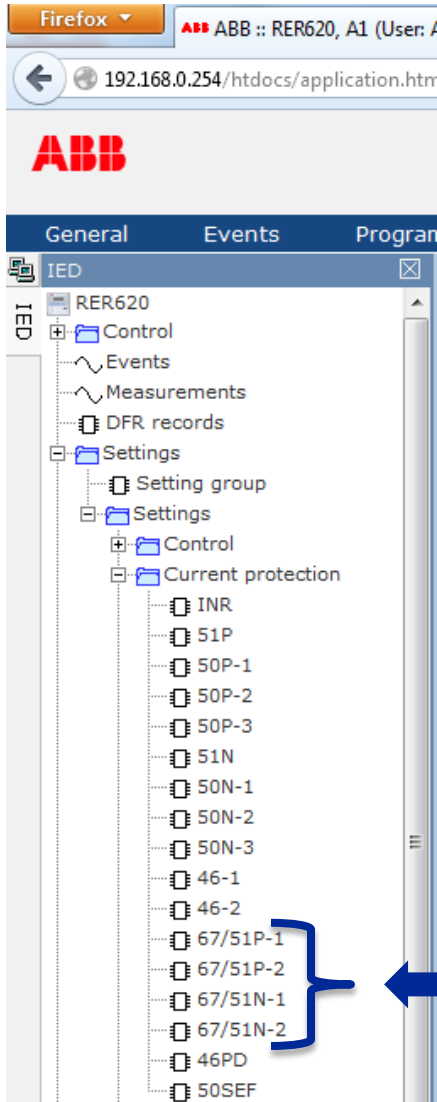 Firefox
ABB ABB :: RER620, A1 (User: A
192.168.0.254/htdocs/application.htm
ABB
General Events Program
IED
IED
RER620
Control
Events
Measurements
DFR records
Settings
Setting group
Settings
Control
Current protection
INR
51P
50P-1
50P-2
50P-3
51N
50N-1
50N-2
50N-3
46-1
46-2
67/51P-1
67/51P-2
67/51N-1
67/51N-2
46PD
50SEF